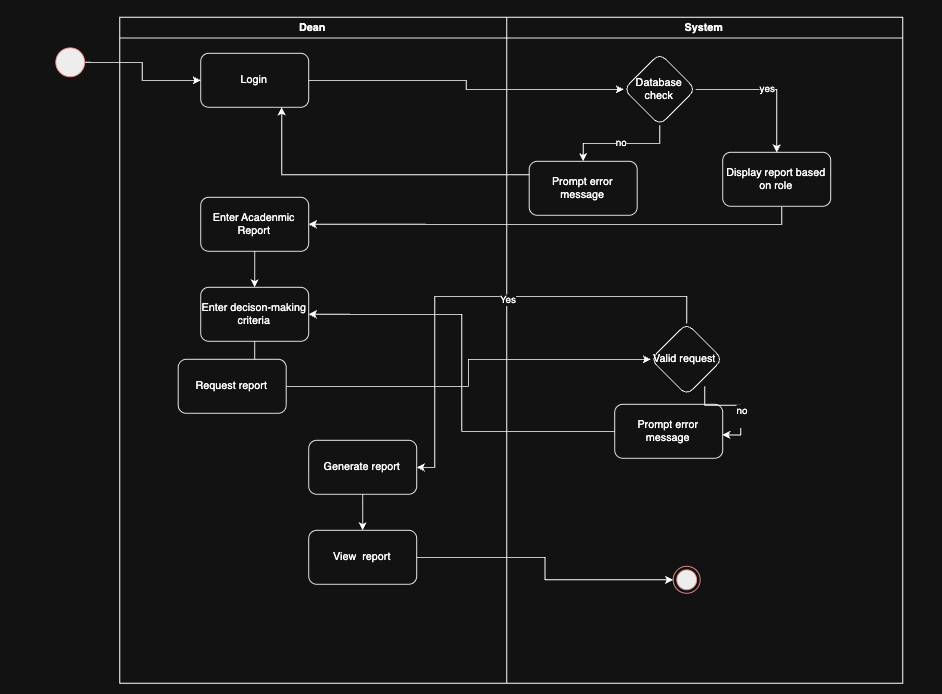 Dean
System
Login
Database
check
yes
no
Prompt error
message
Display report based
on role
Enter Acadenmic
Report
Enter decison-making
criteria
Yes
Valid request
Request report
no
Prompt error
message
Generate report
View report